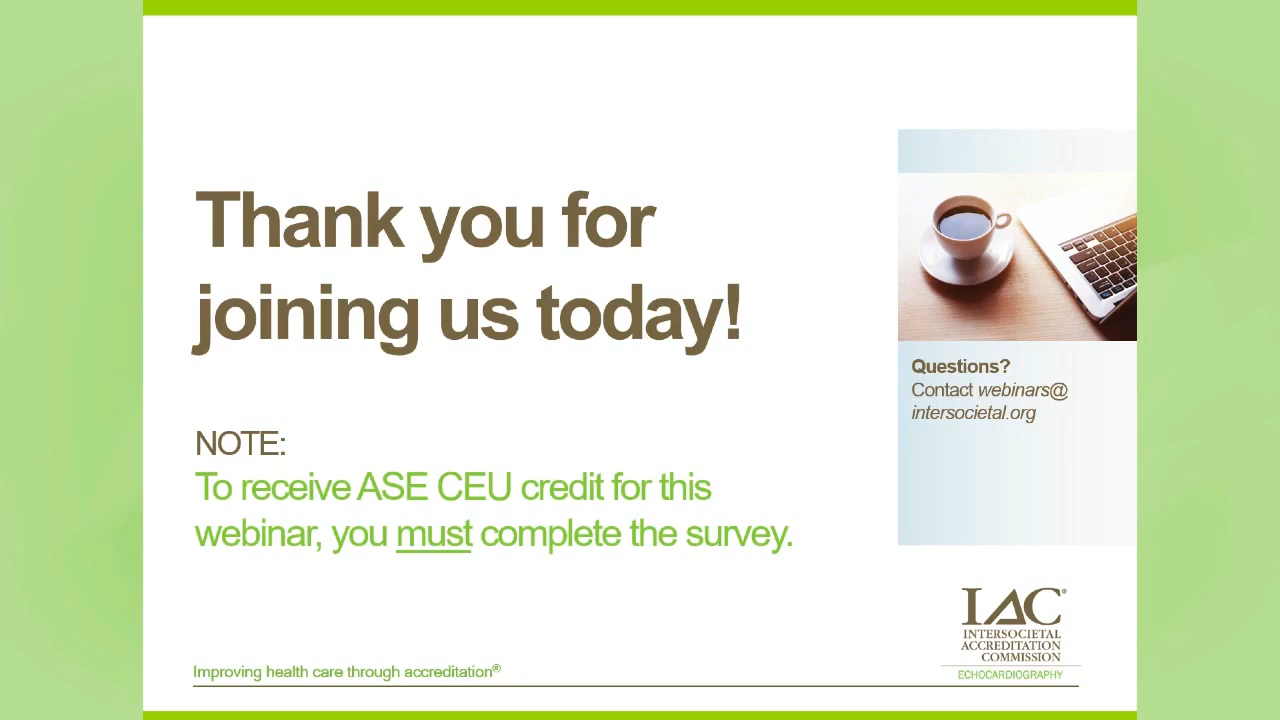 Thank you for
joining us today!
NOTE:
To receive ASE CEU credit for this
webinar, you must complete the survey.
Questions?
Contact webinars@
intersocietal.org
IAC®
INTERSOCIETAL
ACCREDITATION
COMMISSION
ECHOCARDIOGRAPHY
Improving health care through accreditation®